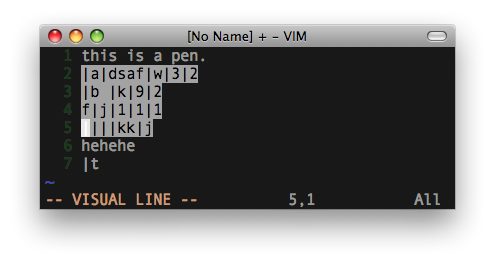 [No Name] + - VIM
1 this is a pen.
2 |a|dsaf|w|3|2
3 |b |k|9|2
4 f|j|1|1|1
5 ||||kk|j
6 hehehe
7 |t
~
-- VISUAL LINE -- 5,1 All